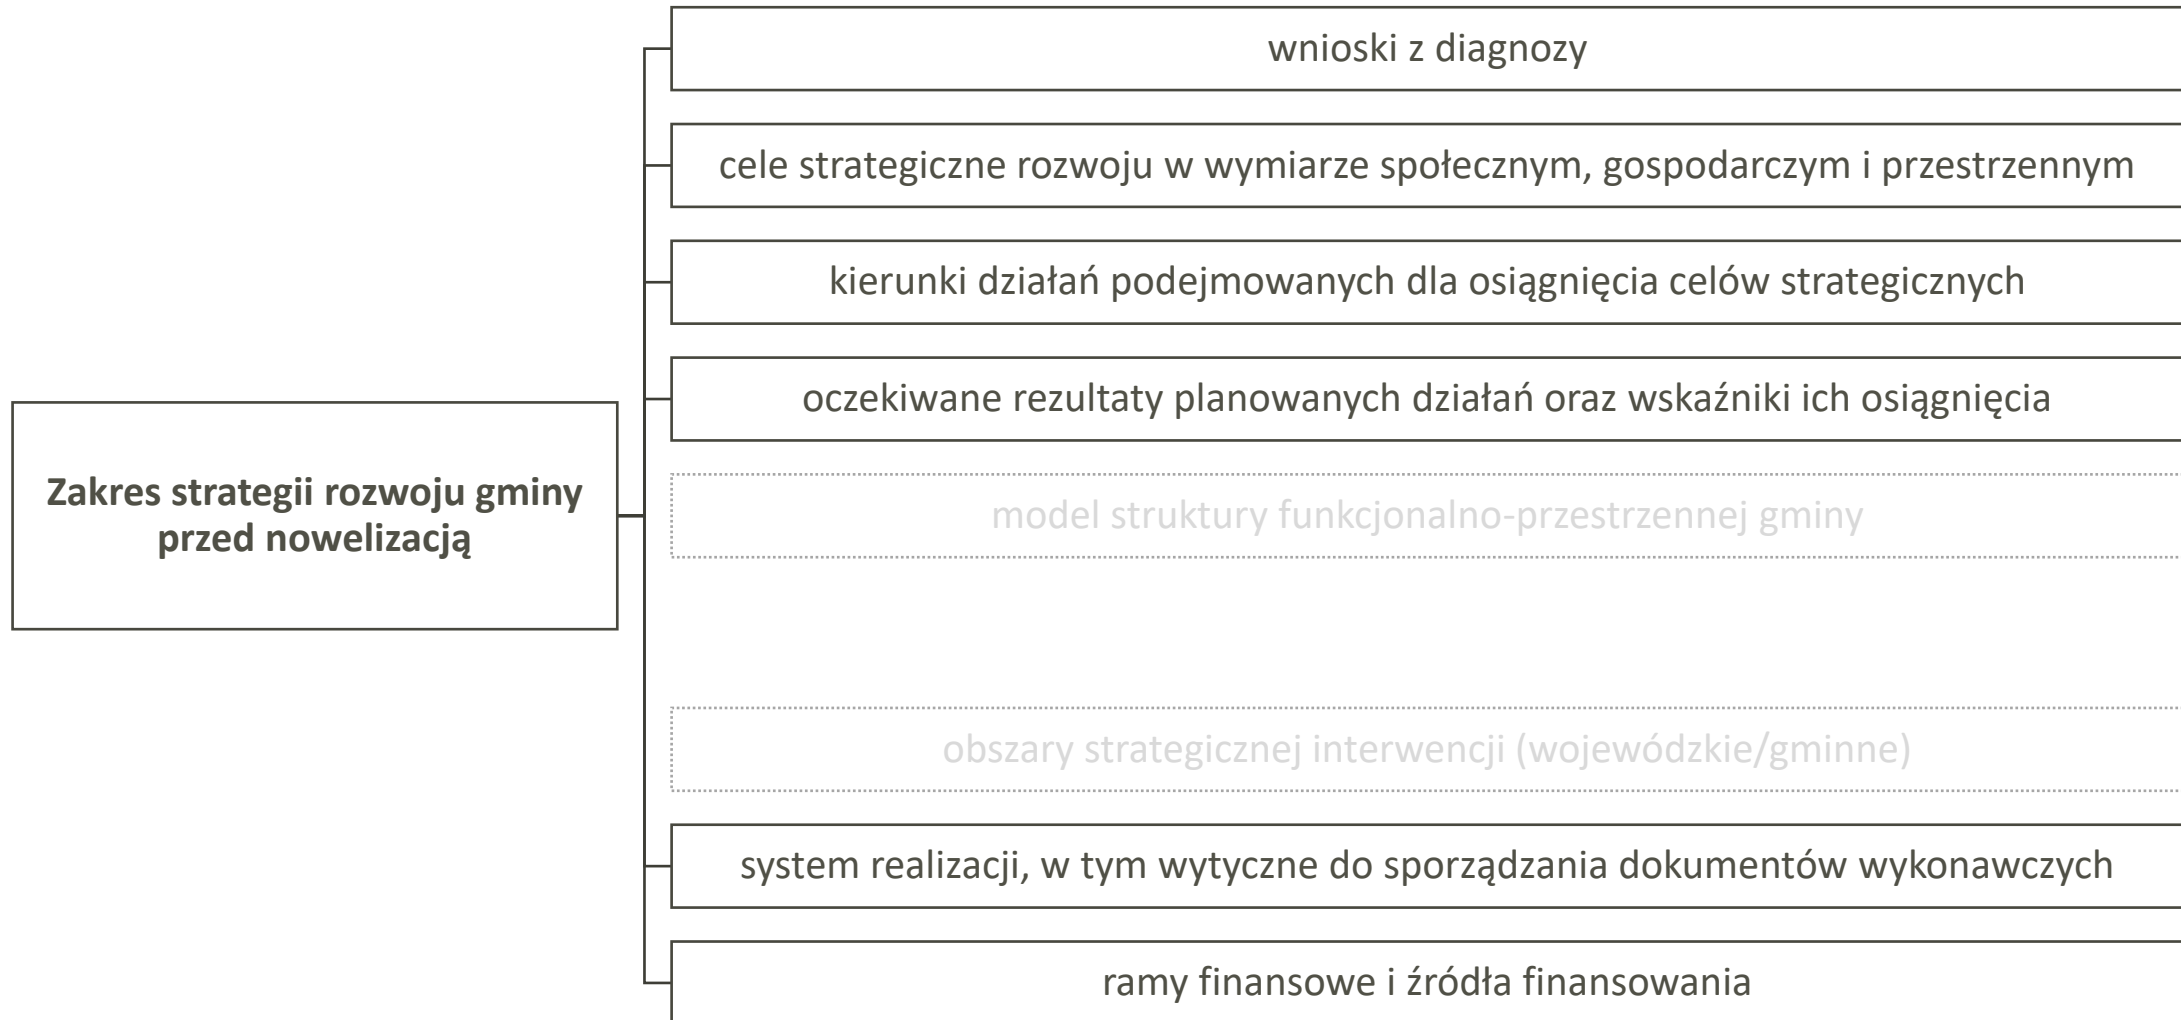 wnioski z diagnozy
cele strategiczne rozwoju w wymiarze społecznym, gospodarczym i przestrzennym
kierunki działań podejmowanych dla osiągnięcia celów strategicznych
oczekiwane rezultaty planowanych działań oraz wskaźniki ich osiągnięcia
Zakres strategii rozwoju gminy
przed nowelizacją
model struktury funkcjonalno-przestrzennej gminy
obszary strategicznej interwencji (wojewódzkie/gminne)
system realizacji, w tym wytyczne do sporządzania dokumentów wykonawczych
ramy finansowe i źródła finansowania